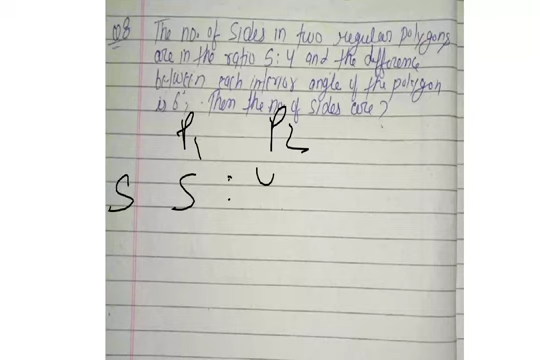 Q8 The no. of sides in two regular polygons
are in the ratio 5:4 and the difference
between each interior angle of the polygon
is 6°, . Then the no of sides are?
P1 P2
S 5 : 4